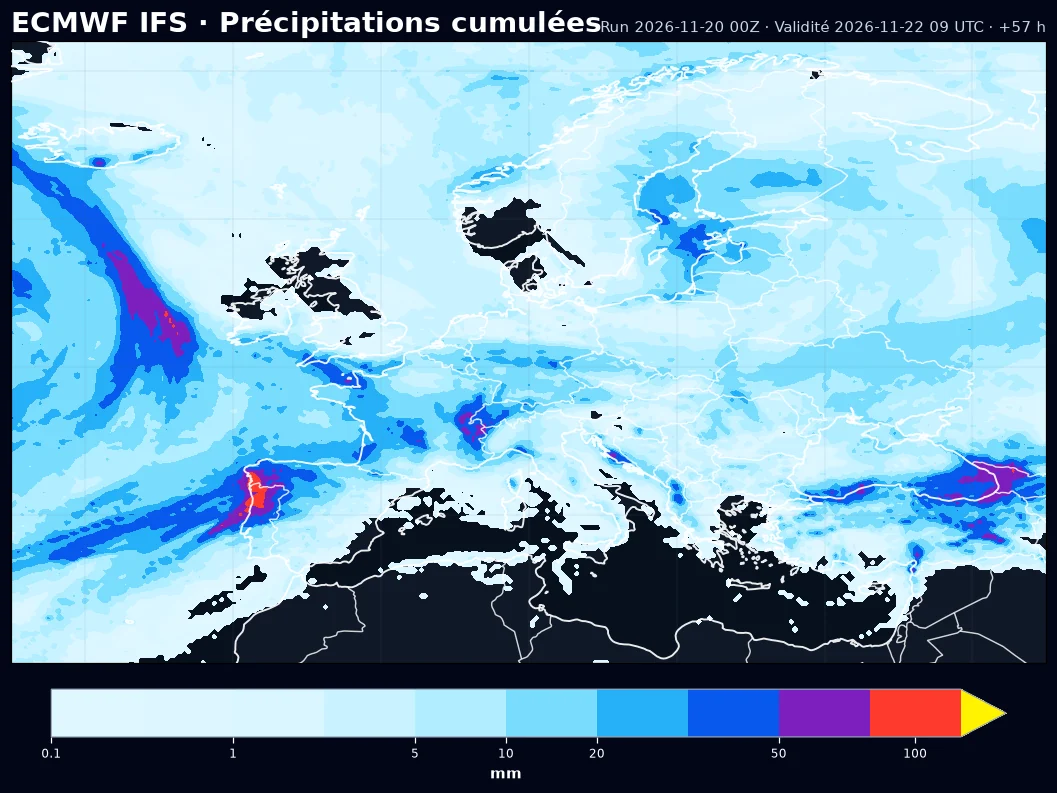 ECMWF IFS · Précipitations cumulées
Run 2026-11-20 00Z · Validité 2026-11-22 09 UTC · +57 h
0.1 1 5 10 20 50 100
mm